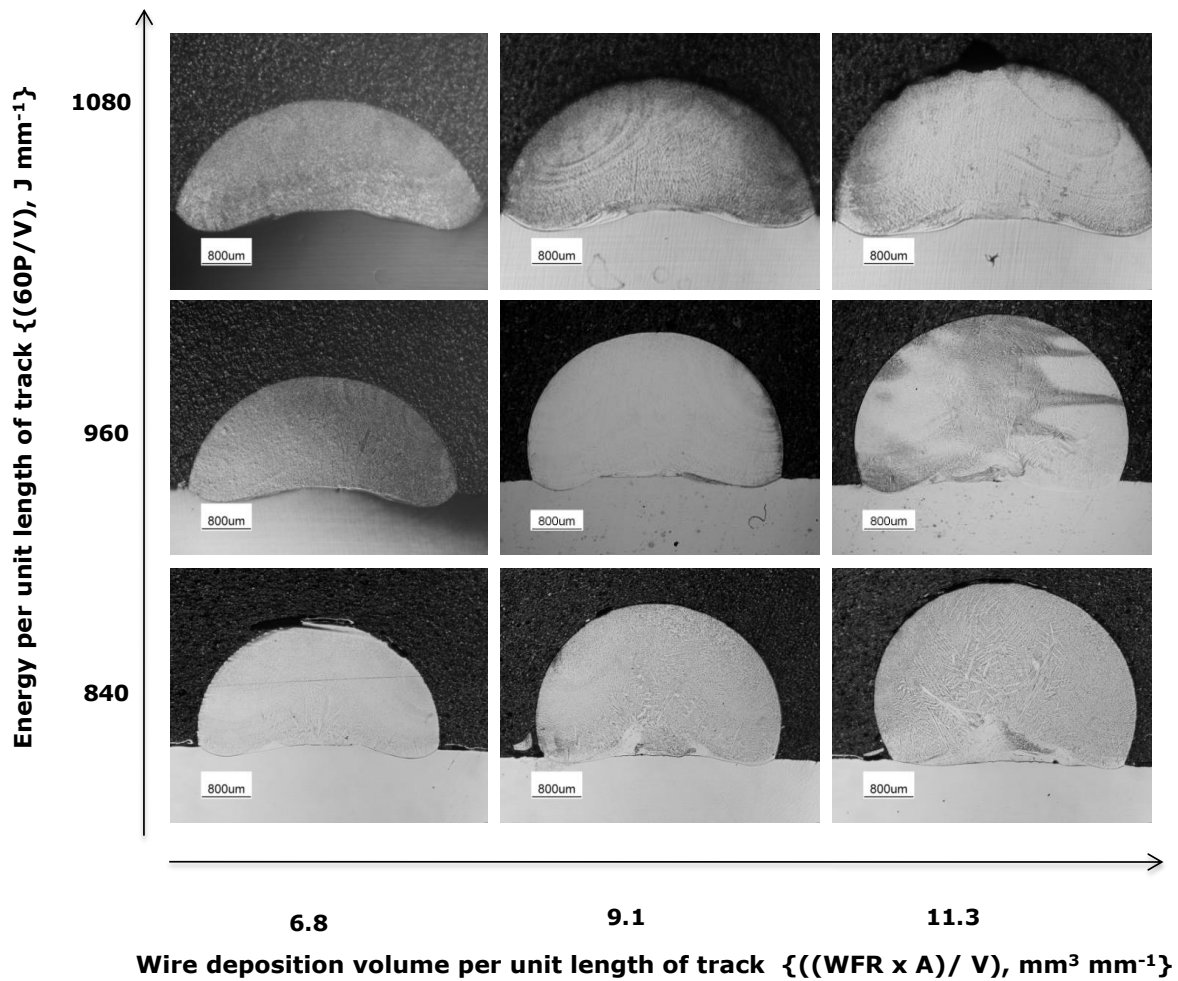 Energy per unit length of track {(60P/V), J mm⁻¹}
1080
800um
800um
800um
960
800um
800um
800um
840
800um
800um
800um
6.8
9.1
11.3
Wire deposition volume per unit length of track {((WFR x A)/ V), mm³ mm⁻¹}